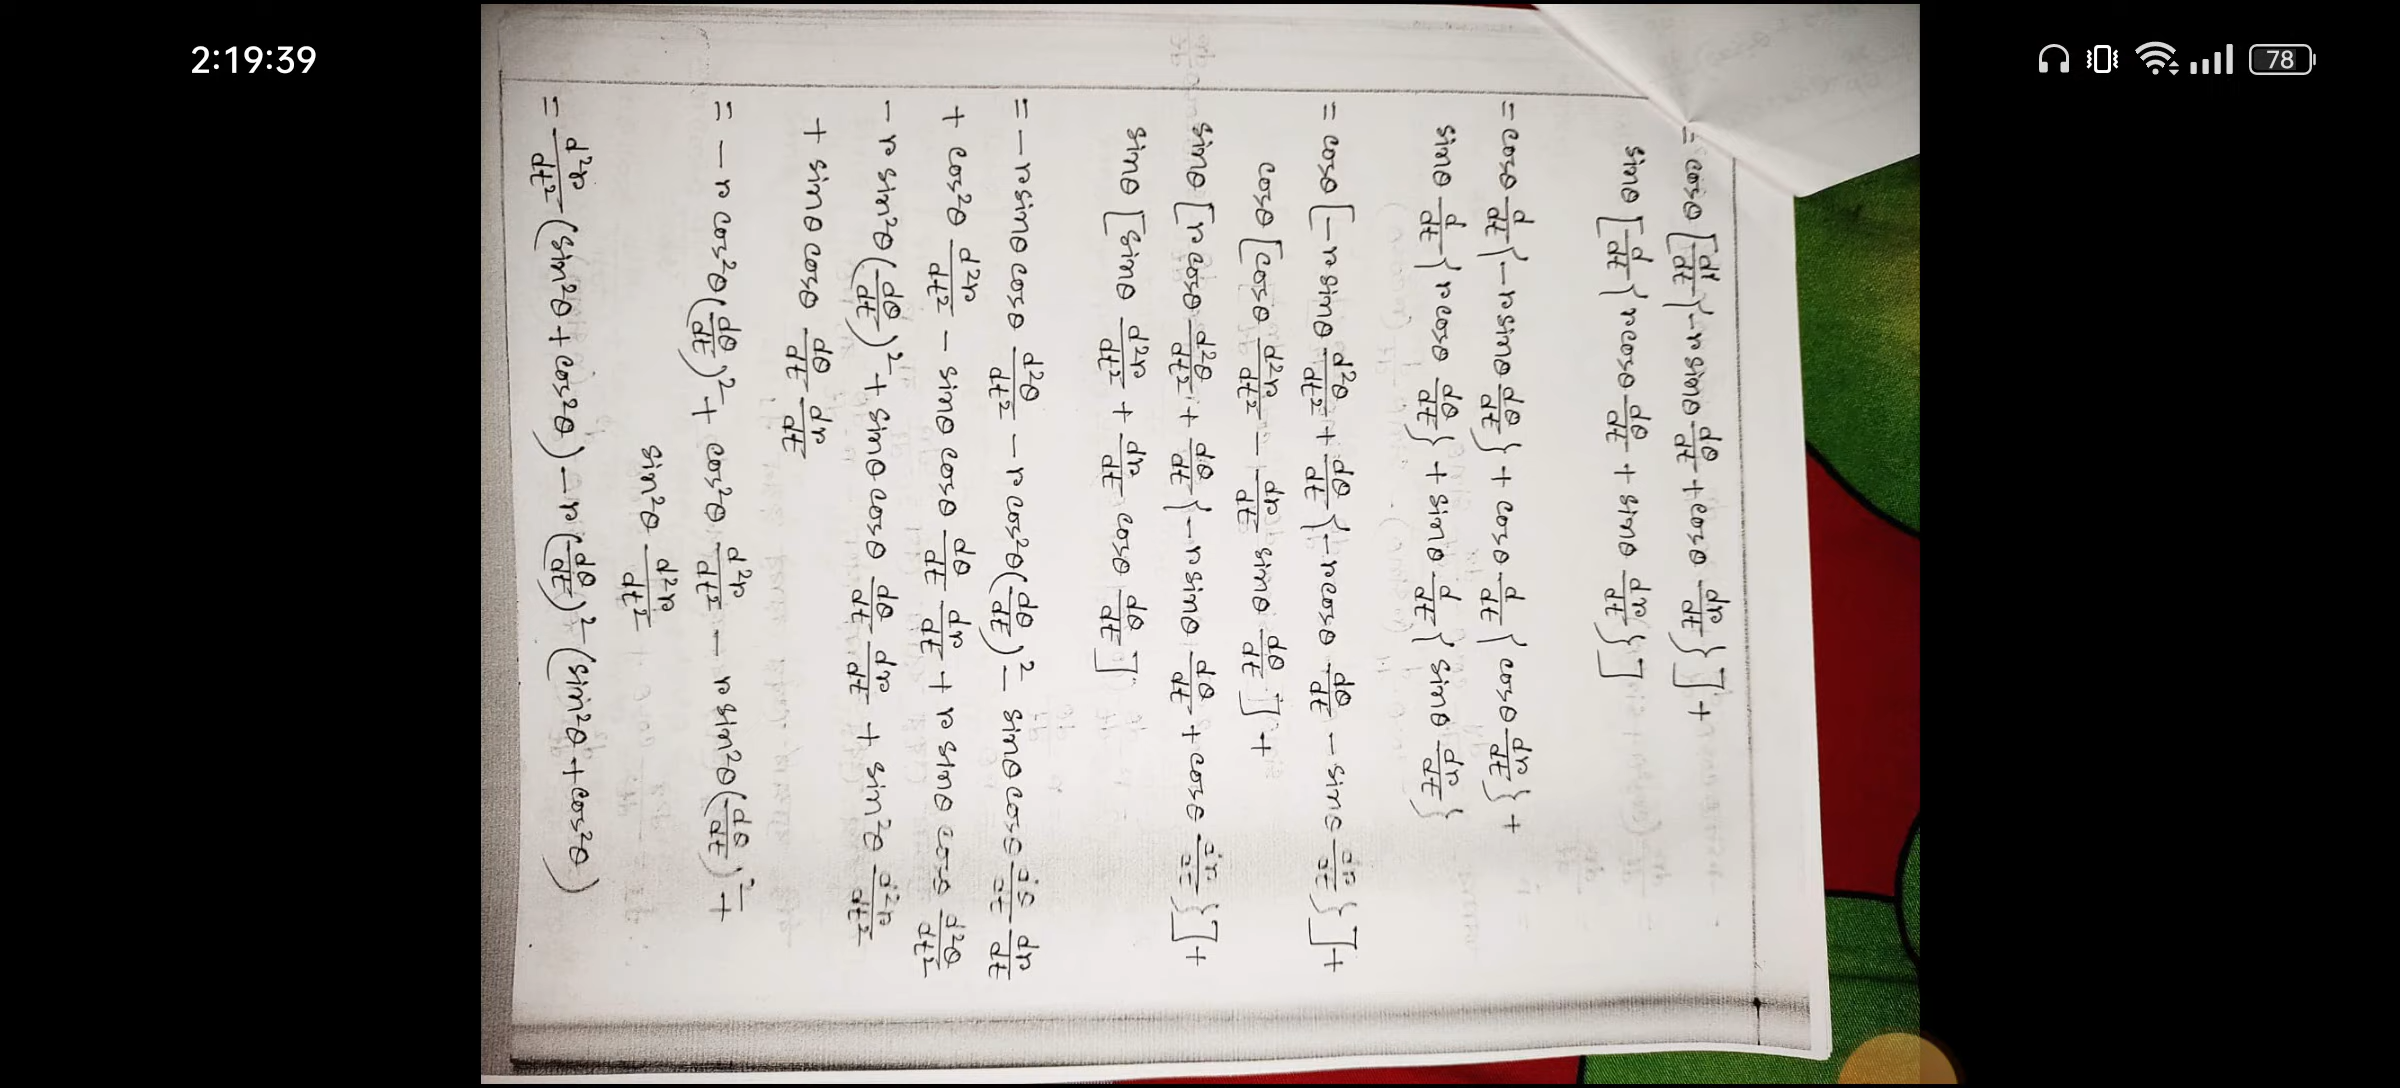 2:19:39
78
= cosθ [d/dt {-r sinθ dθ/dt + cosθ dr/dt}] +
sinθ [d/dt {r cosθ dθ/dt + sinθ dr/dt}]
= cosθ d/dt {-r sinθ dθ/dt} + cosθ d/dt {cosθ dr/dt} +
sinθ d/dt {r cosθ dθ/dt} + sinθ d/dt {sinθ dr/dt}
= cosθ [-r sinθ d²θ/dt² + dθ/dt {-r cosθ dθ/dt - sinθ dr/dt}] +
cosθ [cosθ d²r/dt² - dr/dt sinθ dθ/dt] +
sinθ [r cosθ d²θ/dt² + dθ/dt {-r sinθ dθ/dt + cosθ dr/dt}] +
sinθ [sinθ d²r/dt² + dr/dt cosθ dθ/dt]
= -r sinθ cosθ d²θ/dt² - r cos²θ (dθ/dt)² - sinθ cosθ dθ/dt dr/dt
+ cos²θ d²r/dt² - sinθ cosθ dθ/dt dr/dt + r sinθ cosθ d²θ/dt²
- r sin²θ (dθ/dt)² + sinθ cosθ dθ/dt dr/dt + sin²θ d²r/dt²
+ sinθ cosθ dθ/dt dr/dt
= - r cos²θ (dθ/dt)² + cos²θ d²r/dt² - r sin²θ (dθ/dt)² +
sin²θ d²r/dt²
= d²r/dt² (sin²θ + cos²θ) - r (dθ/dt)² (sin²θ + cos²θ)